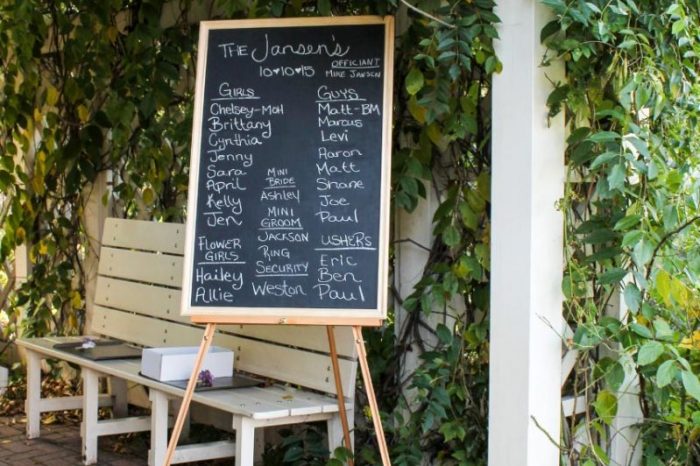 THE Jansen's
10·10·15
OFFICIANT
MIKE JANSEN
GIRLS
Chelsey-MOH
Brittany
Cynthia
Jenny
Sara
April
Kelly
Jen
FLOWER
GIRLS
Hailey
Allie
MINI
BRIDE
Ashley
MINI
GROOM
JACKSON
RING
SECURITY
Weston
GUYS
Matt-BM
Marcus
Levi
Aaron
Matt
Shane
Joe
Paul
USHER'S
Eric
Ben
Paul